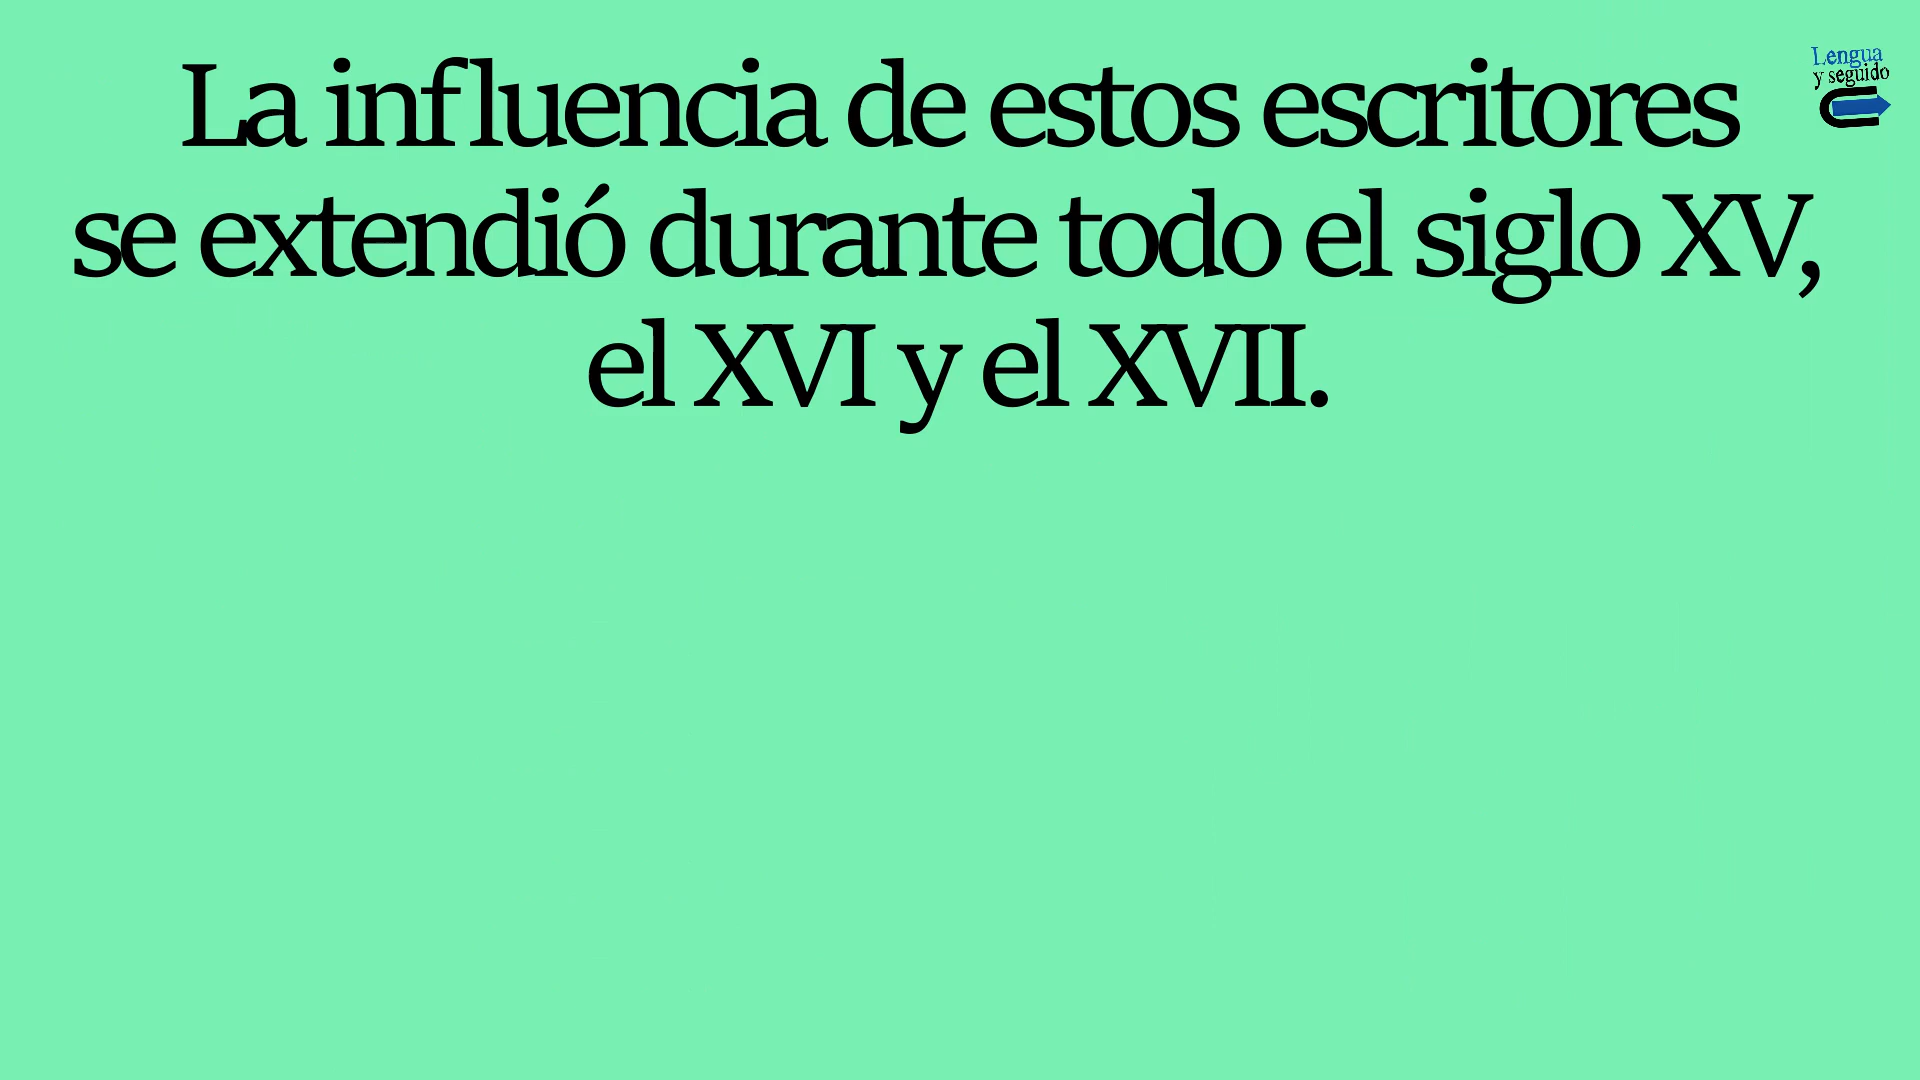 La influencia de estos escritores
se extendió durante todo el siglo XV,
el XVI y el XVII.
Lengua
y seguido